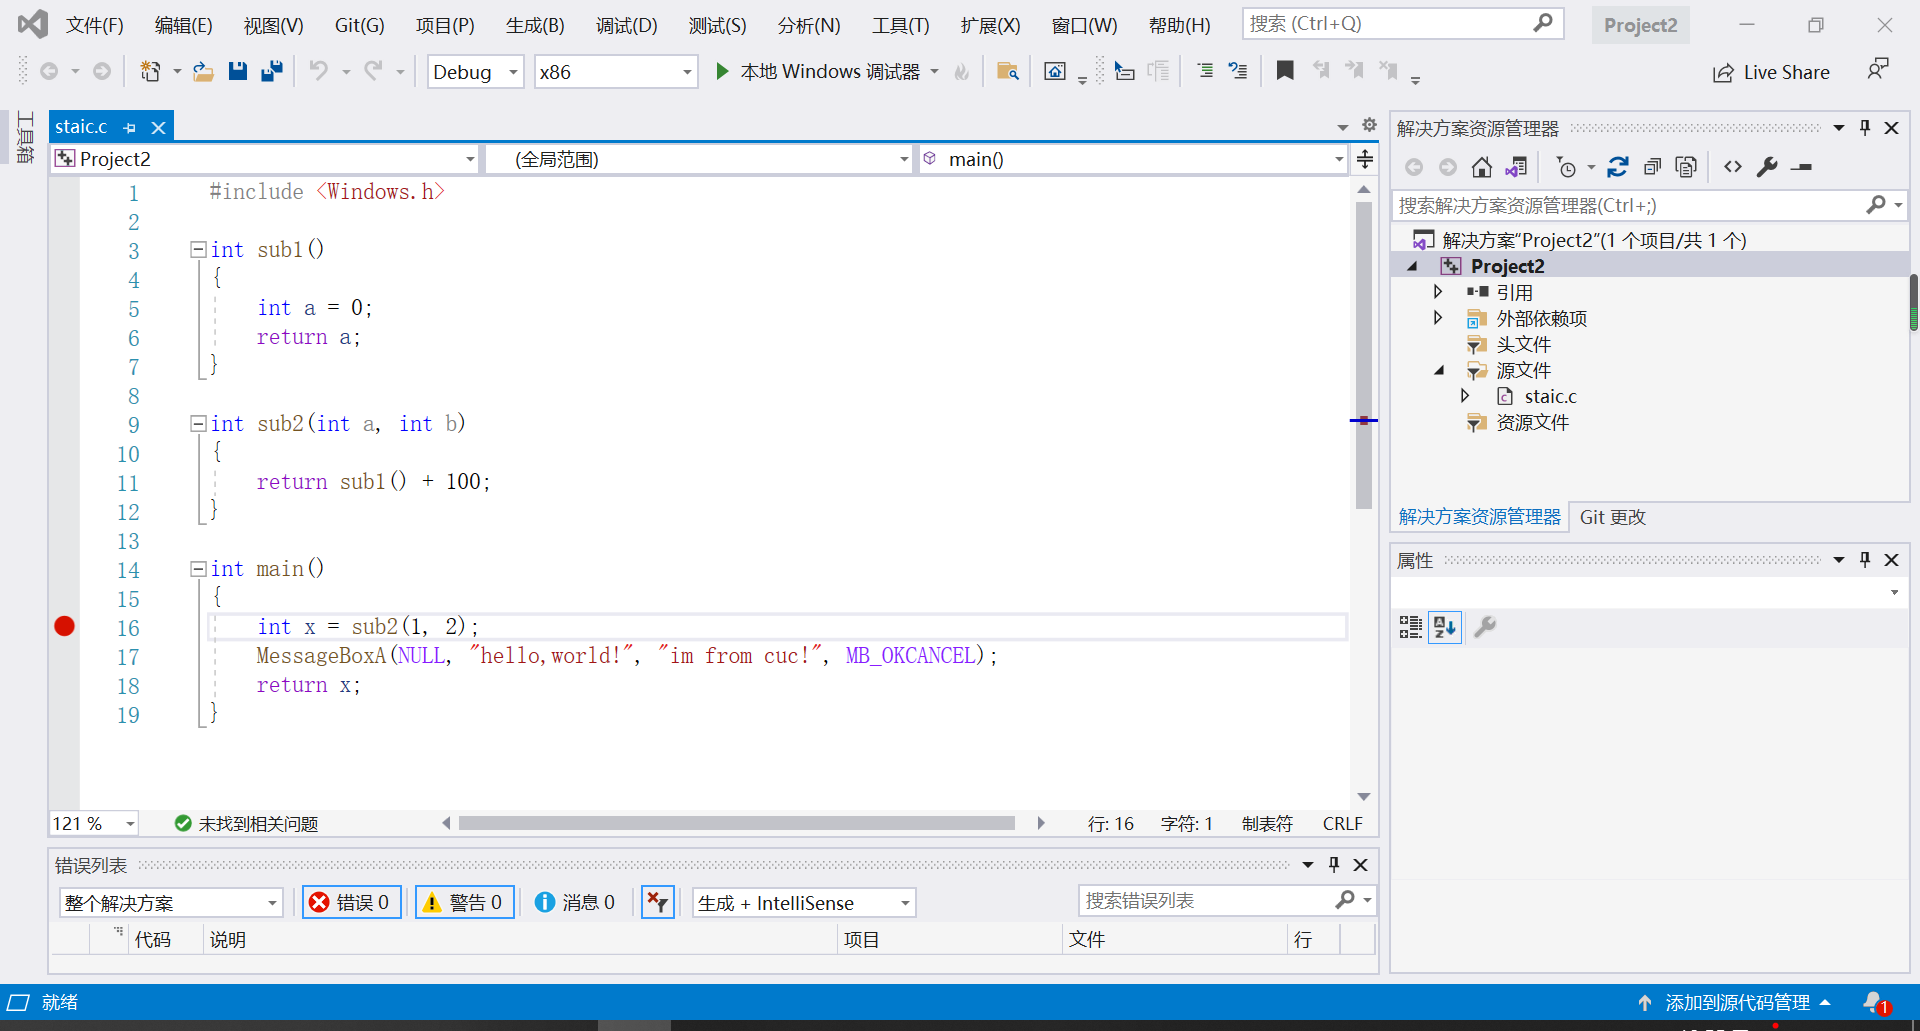 文件(F) 编辑(E) 视图(V) Git(G) 项目(P) 生成(B) 调试(D) 测试(S) 分析(N) 工具(T) 扩展(X) 窗口(W) 帮助(H) 搜索 (Ctrl+Q) Project2
Debug x86 本地 Windows 调试器 Live Share
工具箱
staic.c
Project2 (全局范围) main()
1 #include <Windows.h>
2
3 int sub1()
4 {
5 int a = 0;
6 return a;
7 }
8
9 int sub2(int a, int b)
10 {
11 return sub1() + 100;
12 }
13
14 int main()
15 {
16 int x = sub2(1, 2);
17 MessageBoxA(NULL, "hello,world!", "im from cuc!", MB_OKCANCEL);
18 return x;
19 }
121 % 未找到相关问题 行: 16 字符: 1 制表符 CRLF
错误列表
整个解决方案 错误 0 警告 0 消息 0 生成 + IntelliSense 搜索错误列表
代码 说明 项目 文件 行
解决方案资源管理器
搜索解决方案资源管理器(Ctrl+;)
解决方案“Project2”(1 个项目/共 1 个)
Project2
引用
外部依赖项
头文件
源文件
staic.c
资源文件
解决方案资源管理器 Git 更改
属性
就绪 添加到源代码管理 1